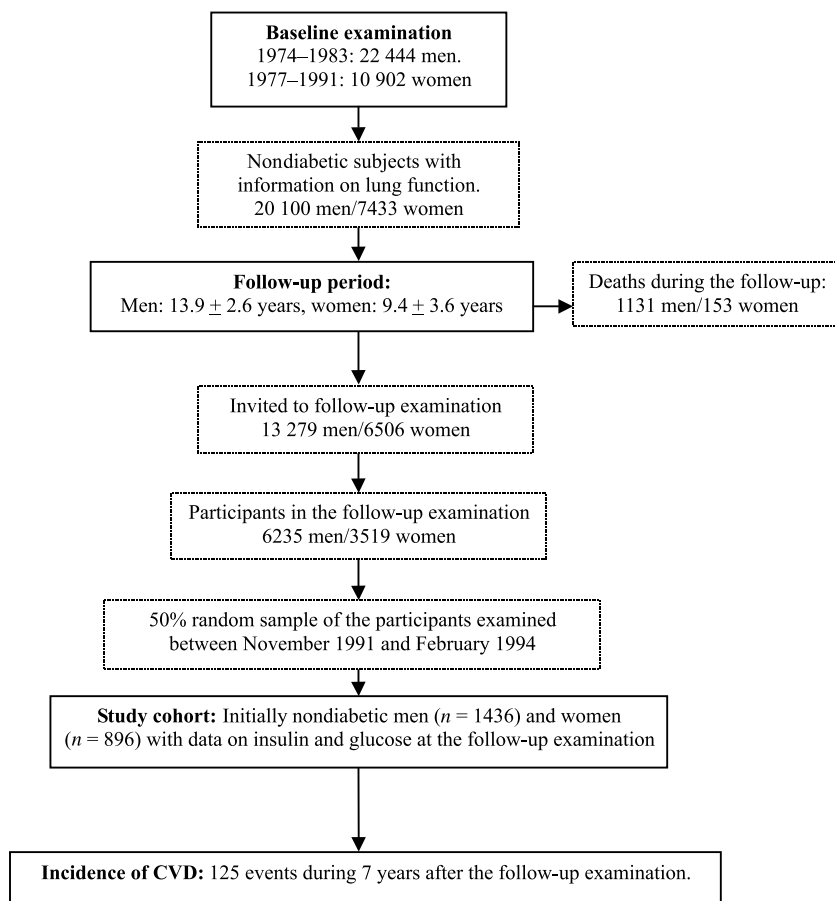 Baseline examination
1974–1983: 22 444 men.
1977–1991: 10 902 women
Nondiabetic subjects with
information on lung function.
20 100 men/7433 women
Follow-up period:
Men: 13.9 ± 2.6 years, women: 9.4 ± 3.6 years
Deaths during the follow-up:
1131 men/153 women
Invited to follow-up examination
13 279 men/6506 women
Participants in the follow-up examination
6235 men/3519 women
50% random sample of the participants examined
between November 1991 and February 1994
Study cohort: Initially nondiabetic men (n = 1436) and women
(n = 896) with data on insulin and glucose at the follow-up examination
Incidence of CVD: 125 events during 7 years after the follow-up examination.